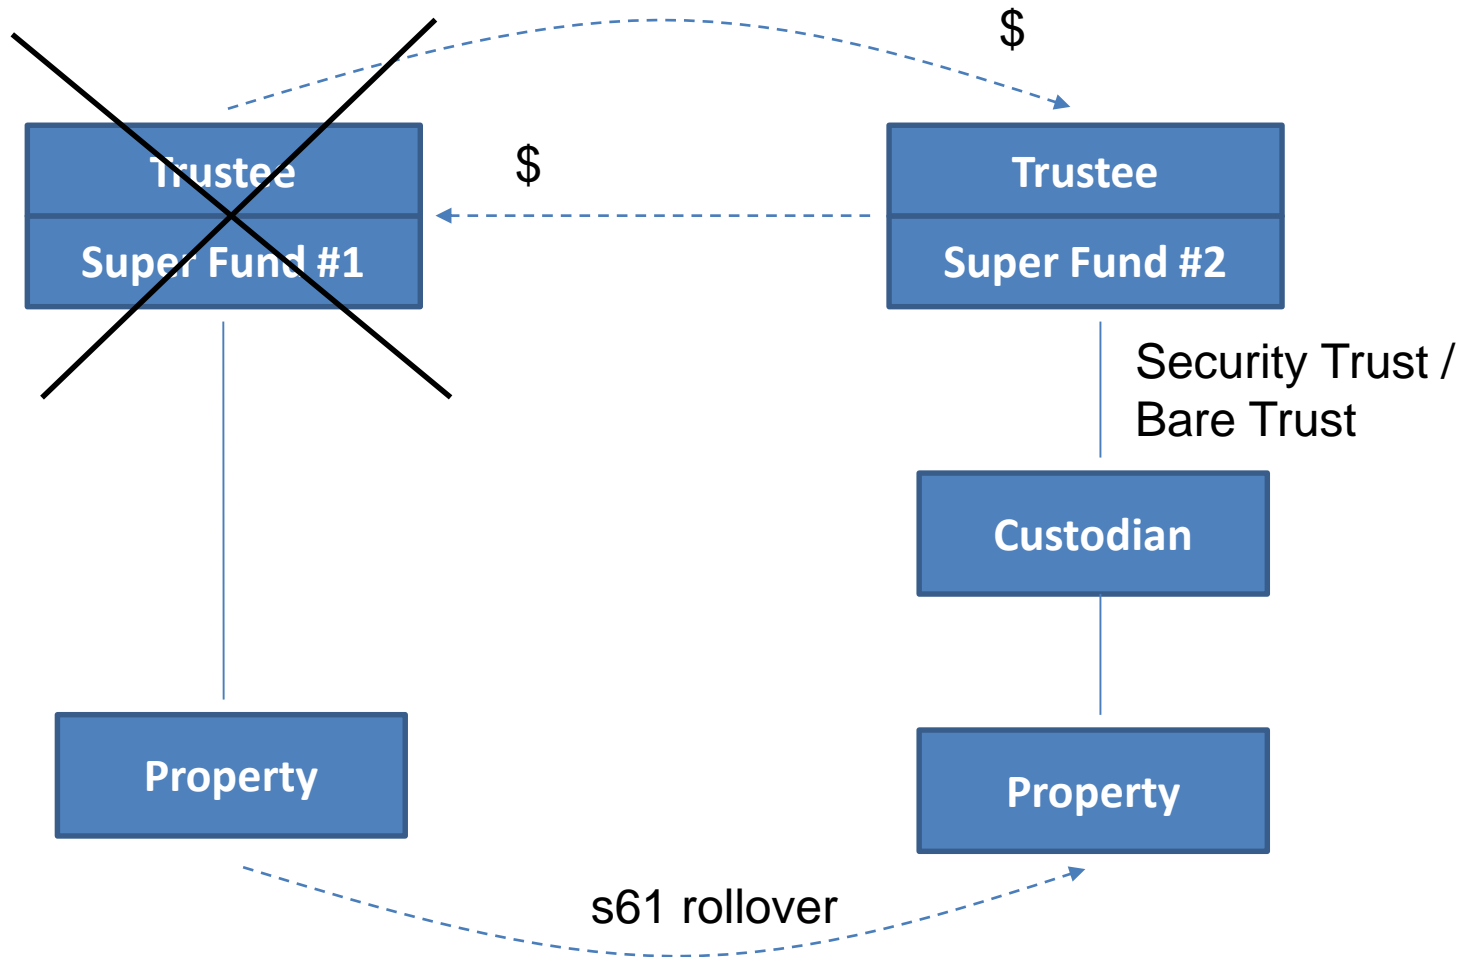 $
$
Trustee
Super Fund #1
Trustee
Super Fund #2
Security Trust /
Bare Trust
Custodian
Property
Property
s61 rollover